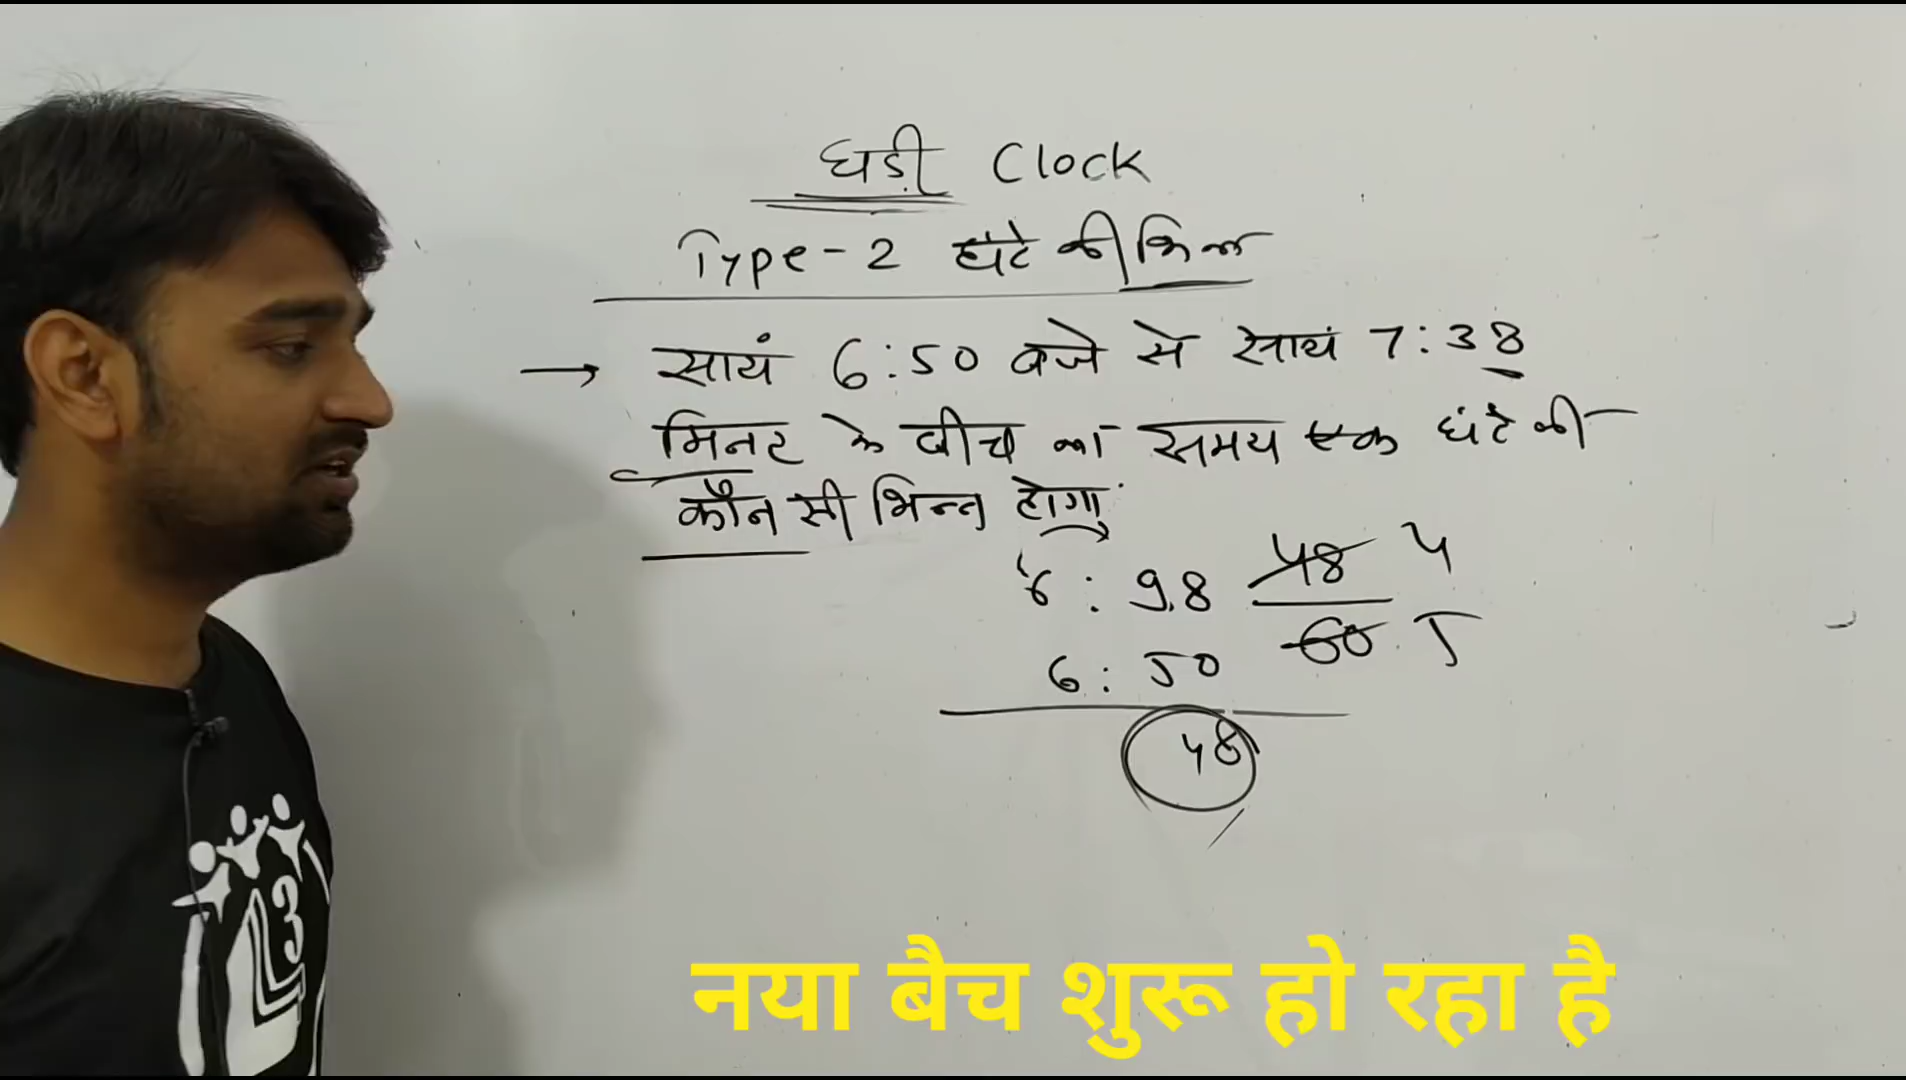 घड़ी Clock
Type-2 घंटे की भिन्न
→ सायं 6:50 बजे से सायं 7:38
मिनट के बीच का समय एक घंटे की
कौन सी भिन्न होगा
6 : 98 48 4
6 : 50 60 5
48
L3
नया बैच शुरू हो रहा है